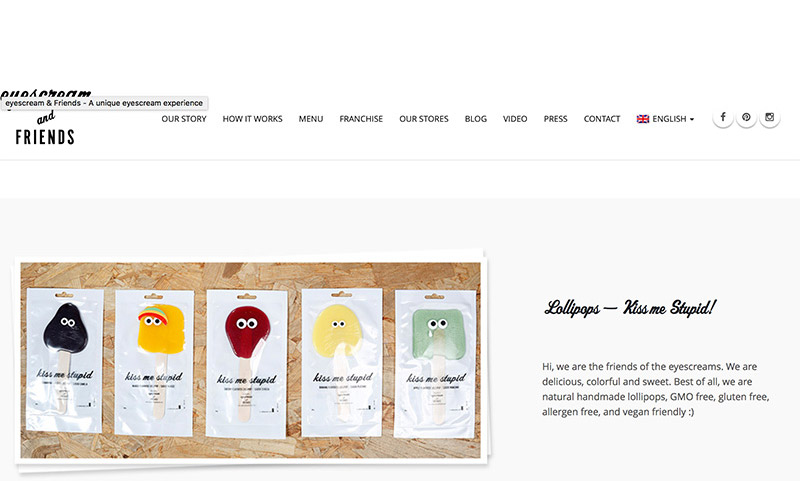 eyescream
eyescream & Friends - A unique eyescream experience
and
FRIENDS
OUR STORY HOW IT WORKS MENU FRANCHISE OUR STORES BLOG VIDEO PRESS CONTACT ENGLISH
Lollipops — Kiss me Stupid!
kiss me stupid kiss me stupid kiss me stupid kiss me stupid kiss me stupid
Hi, we are the friends of the eyescreams. We are
delicious, colorful and sweet. Best of all, we are
natural handmade lollipops, GMO free, gluten free,
allergen free, and vegan friendly :)